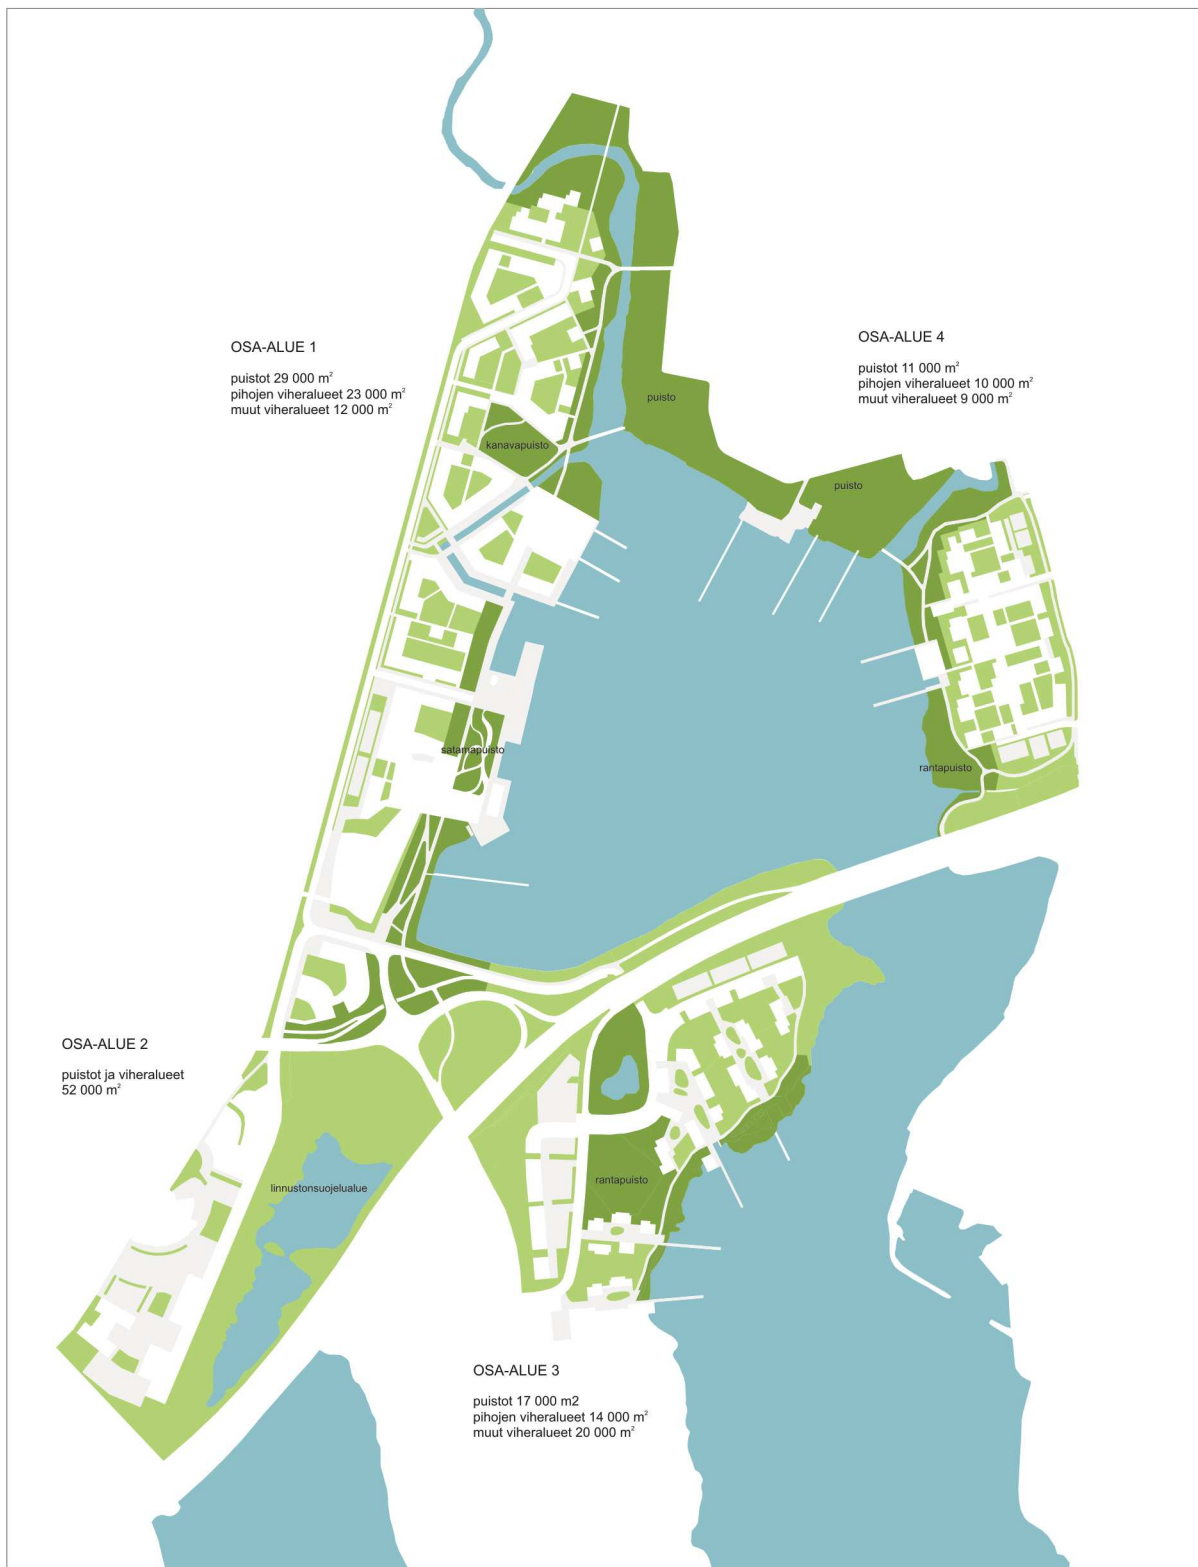 OSA-ALUE 1
puistot 29 000 m²
pihojen viheralueet 23 000 m²
muut viheralueet 12 000 m²
OSA-ALUE 4
puistot 11 000 m²
pihojen viheralueet 10 000 m²
muut viheralueet 9 000 m²
puisto
kanavapuisto
puisto
satamapuisto
rantapuisto
OSA-ALUE 2
puistot ja viheralueet
52 000 m²
linnustonsuojelualue
rantapuisto
OSA-ALUE 3
puistot 17 000 m2
pihojen viheralueet 14 000 m²
muut viheralueet 20 000 m²